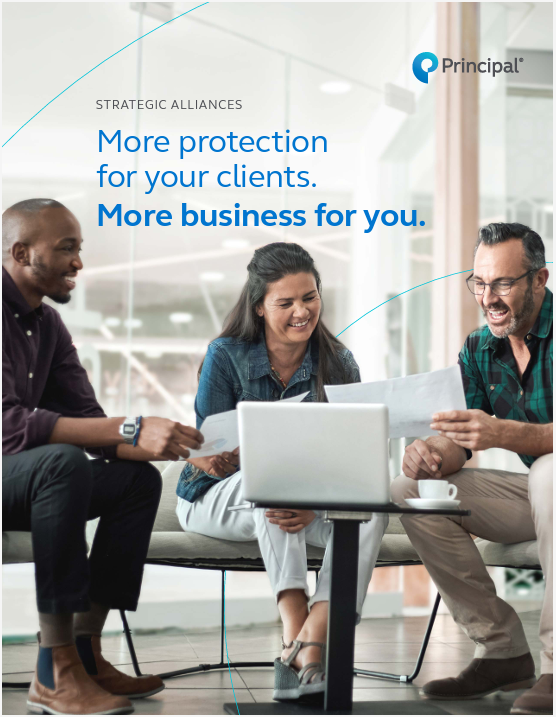 Principal®
STRATEGIC ALLIANCES
More protection
for your clients.
More business for you.